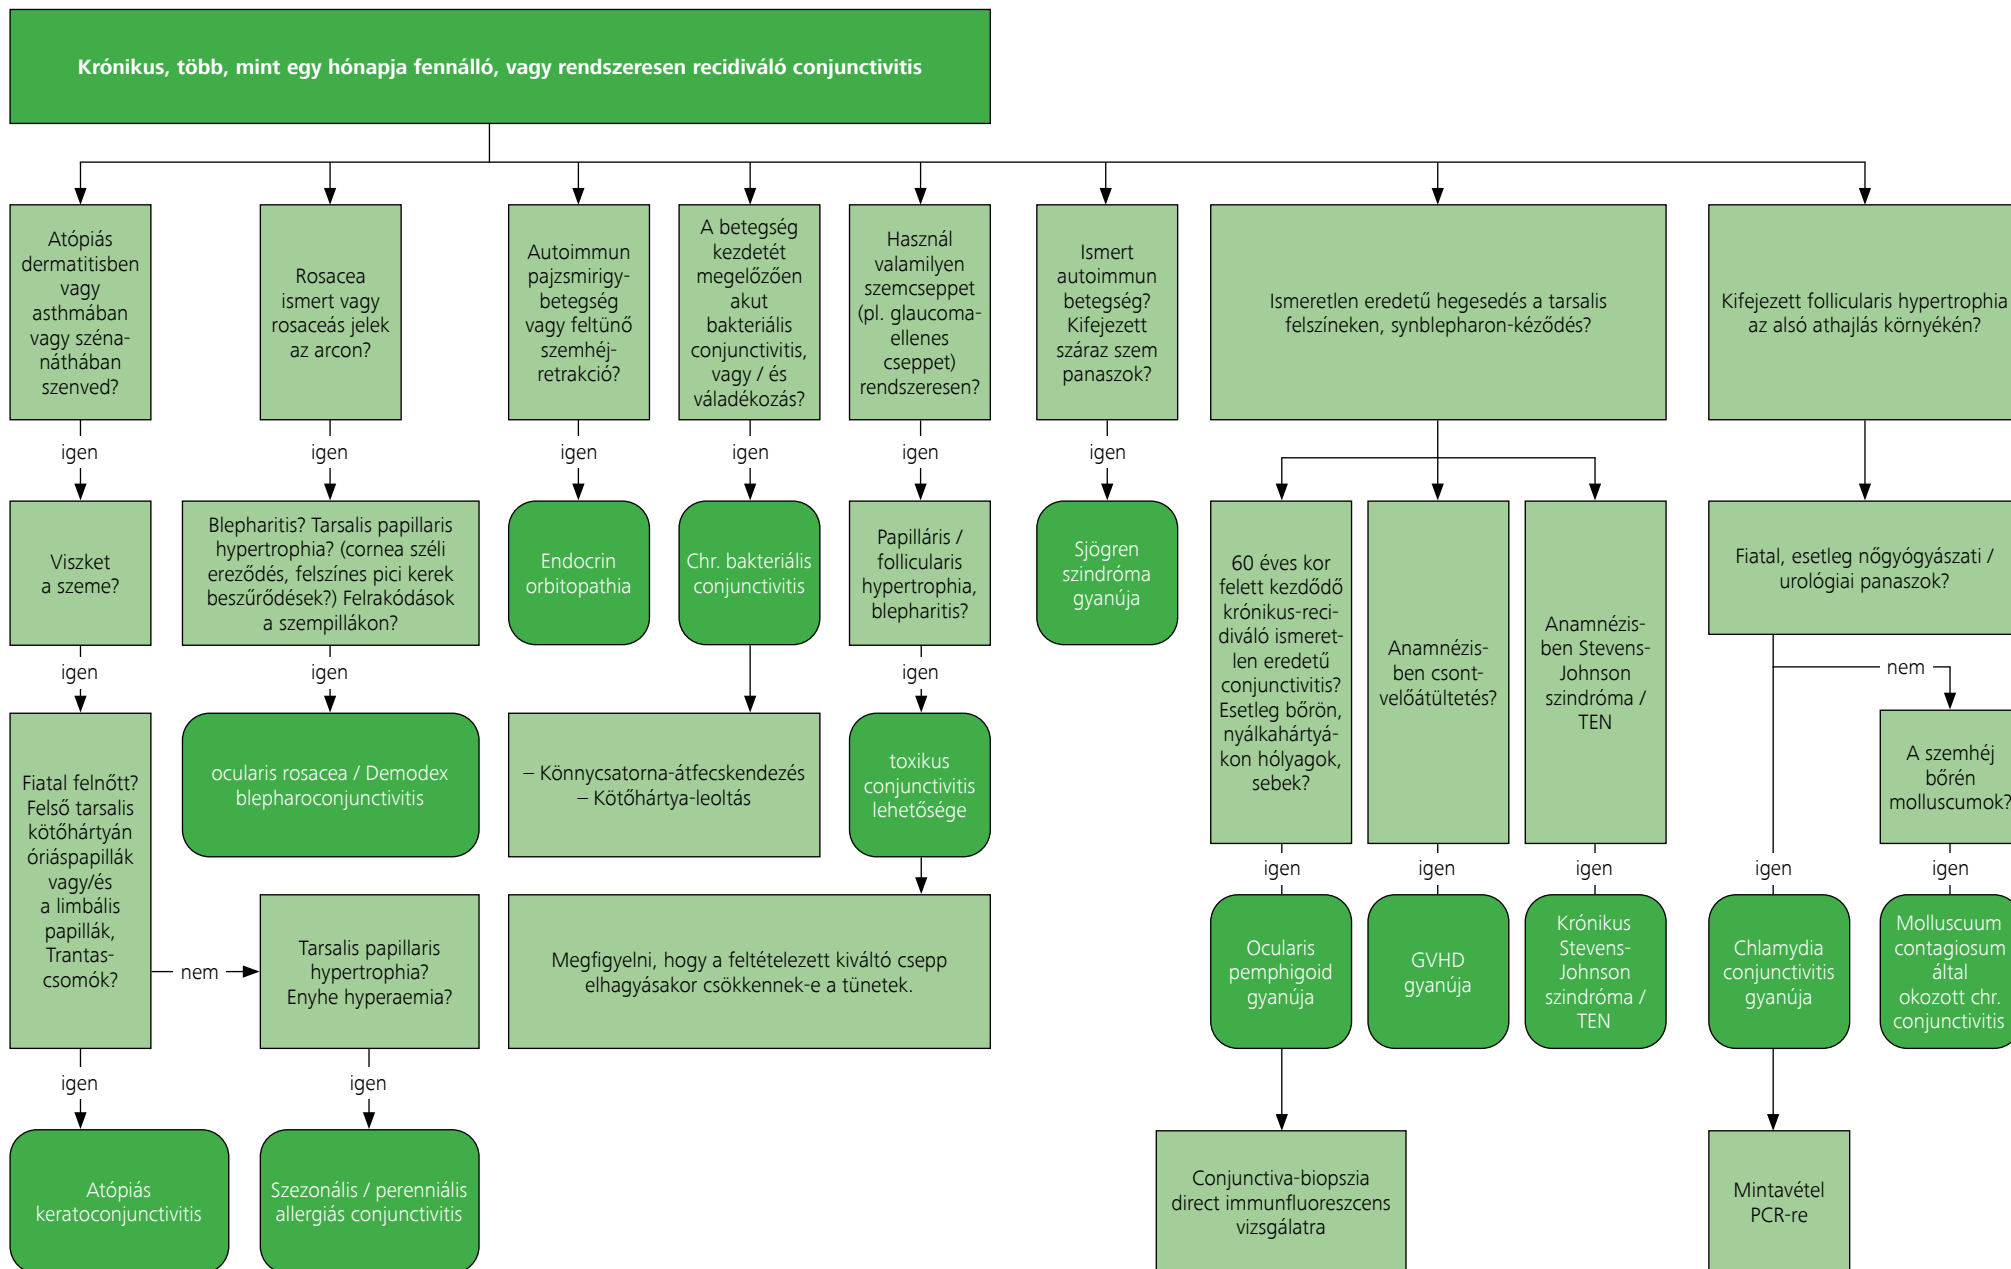 Krónikus, több, mint egy hónapja fennálló, vagy rendszeresen recidiváló conjunctivitis
Atópiás
dermatitisben
vagy
asthmában
vagy széna-
náthában
szenved?
Rosacea
ismert vagy
rosaceás jelek
az arcon?
Autoimmun
pajzsmirigy-
betegség
vagy feltünő
szemhéj-
retrakció?
A betegség
kezdetét
megelőzően
akut
bakteriális
conjunctivitis,
vagy / és
váladékozás?
Használ
valamilyen
szemcseppet
(pl. glaucoma-
ellenes
cseppet)
rendszeresen?
Ismert
autoimmun
betegség?
Kifejezett
száraz szem
panaszok?
Ismeretlen eredetű hegesedés a tarsalis
felszíneken, synblepharon-kéződés?
Kifejezett follicularis hypertrophia
az alsó athajlás környékén?
igen
igen
igen
igen
igen
igen
Viszket
a szeme?
Blepharitis? Tarsalis papillaris
hypertrophia? (cornea széli
ereződés, felszínes pici kerek
beszűrődések?) Felrakódások
a szempillákon?
Endocrin
orbitopathia
Chr. bakteriális
conjunctivitis
Papilláris /
follicularis
hypertrophia,
blepharitis?
Sjögren
szindróma
gyanúja
60 éves kor
felett kezdődő
krónikus-reci-
diváló ismeret-
len eredetű
conjunctivitis?
Esetleg bőrön,
nyálkahártyá-
kon hólyagok,
sebek?
Anamnézis-
ben csont-
velőátültetés?
Anamnézis-
ben Stevens-
Johnson
szindróma /
TEN
Fiatal, esetleg nőgyógyászati /
urológiai panaszok?
igen
igen
igen
nem
Fiatal felnőtt?
Felső tarsalis
kötőhártyán
óriáspapillák
vagy/és
a limbális
papillák,
Trantas-
csomók?
ocularis rosacea / Demodex
blepharoconjunctivitis
– Könnycsatorna-átfecskendezés
– Kötőhártya-leoltás
toxikus
conjunctivitis
lehetősége
A szemhéj
bőrén
molluscumok?
igen
igen
igen
igen
igen
nem
Tarsalis papillaris
hypertrophia?
Enyhe hyperaemia?
Megfigyelni, hogy a feltételezett kiváltó csepp
elhagyásakor csökkennek-e a tünetek.
Ocularis
pemphigoid
gyanúja
GVHD
gyanúja
Krónikus
Stevens-
Johnson
szindróma /
TEN
Chlamydia
conjunctivitis
gyanúja
Molluscuum
contagiosum
által
okozott chr.
conjunctivitis
igen
igen
Atópiás
keratoconjunctivitis
Szezonális / perenniális
allergiás conjunctivitis
Conjunctiva-biopszia
direct immunfluoreszcens
vizsgálatra
Mintavétel
PCR-re